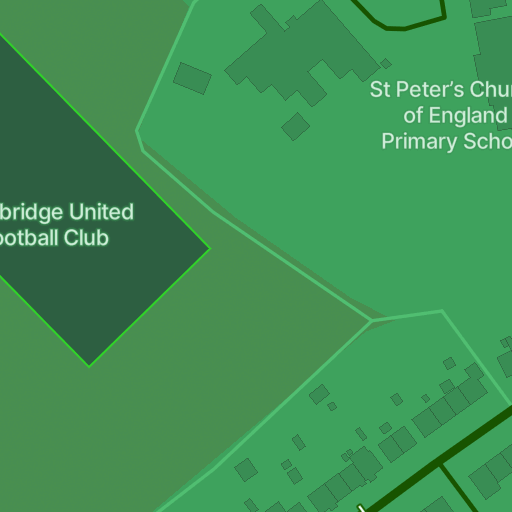 St Peter's Chur
of England
Primary Scho
bridge United
ootball Club